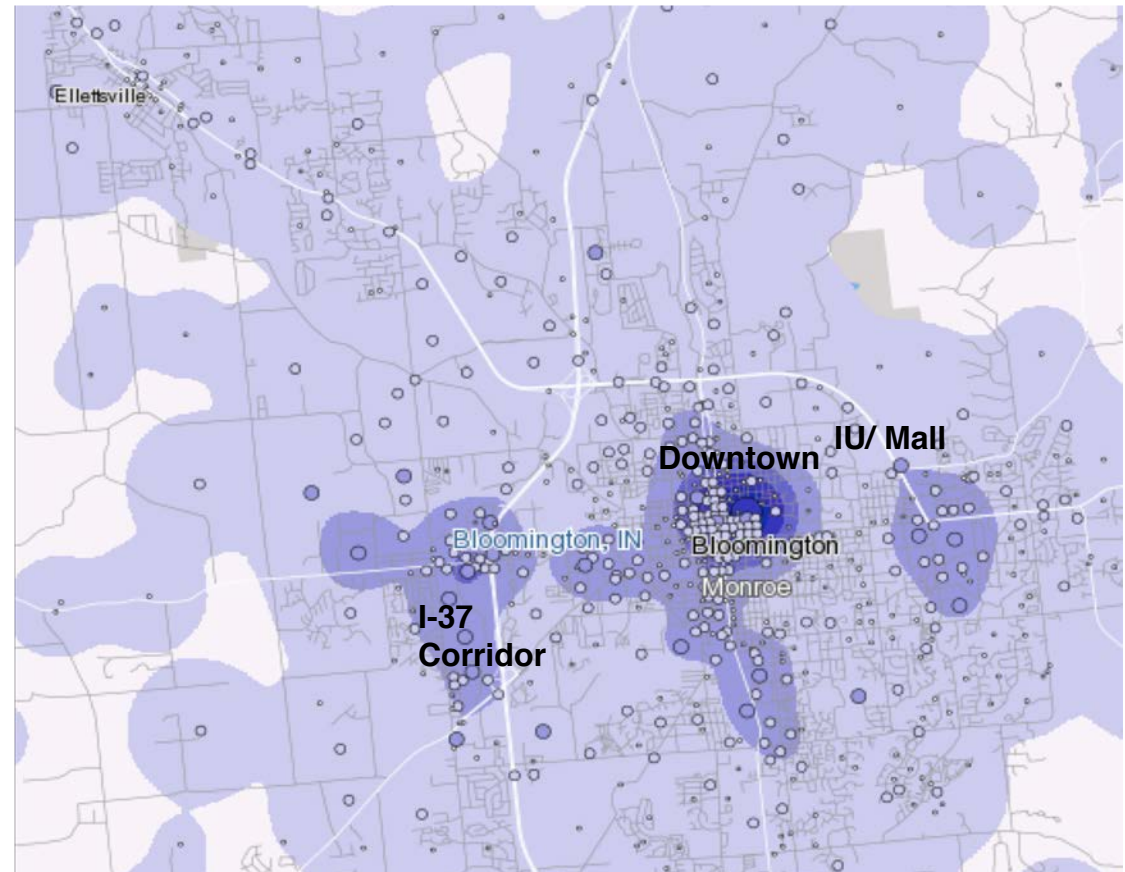 Ellettsville
IU/ Mall
Downtown
Bloomington, IN
Bloomington
Monroe
I-37
Corridor